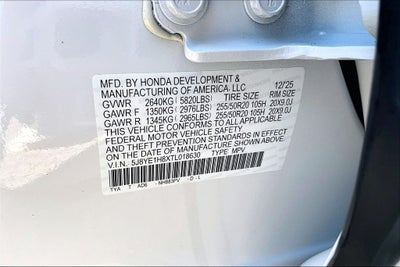 MFD. BY HONDA DEVELOPMENT &
MANUFACTURING OF AMERICA, LLC 12/25
GVWR 2640KG ( 5820LBS) TIRE SIZE RIM SIZE
GAWR F 1350KG ( 2976LBS) 255/50R20 105H 20X9.0J
GAWR R 1345KG ( 2965LBS) 255/50R20 105H 20X9.0J
THIS VEHICLE CONFORMS TO ALL APPLICABLE
FEDERAL MOTOR VEHICLE SAFETY
AND THEFT PREVENTION STANDARDS IN EFFECT
ON THE DATE OF MANUFACTURE SHOWN ABOVE.
V.I.N.: 5J8YE1H8XTL018630 TYPE: MPV
TYA T AD6 - NH883PV - D - L